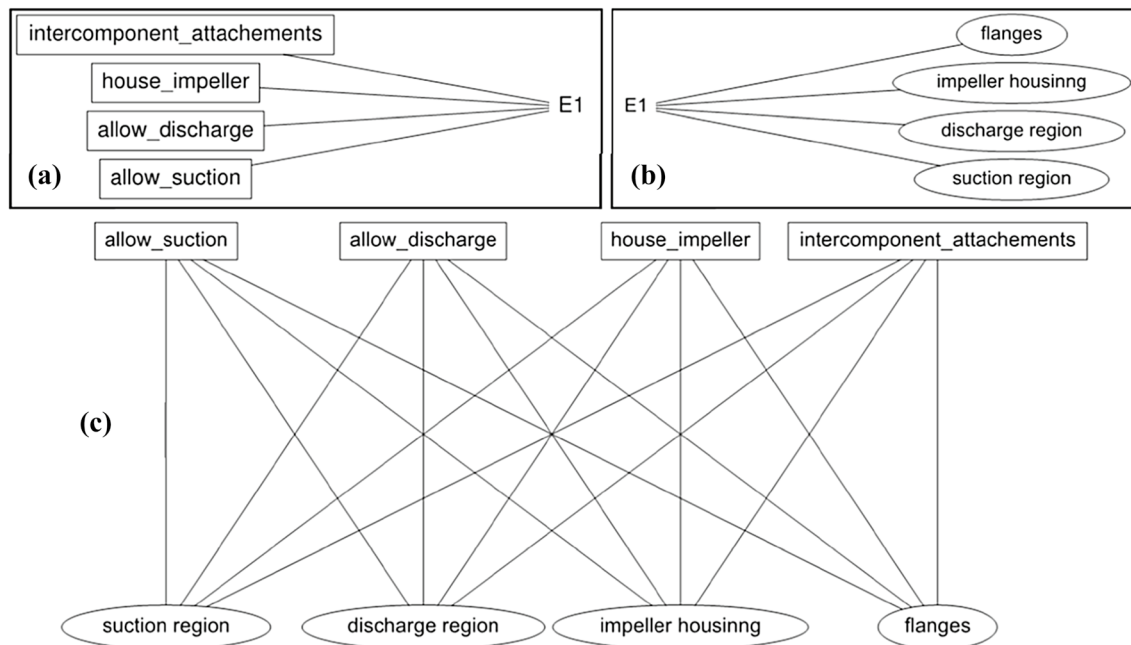 intercomponent_attachements
house_impeller
allow_discharge
allow_suction
E1
(a)
E1
flanges
impeller housinng
discharge region
suction region
(b)
allow_suction
allow_discharge
house_impeller
intercomponent_attachements
(c)
suction region
discharge region
impeller housinng
flanges